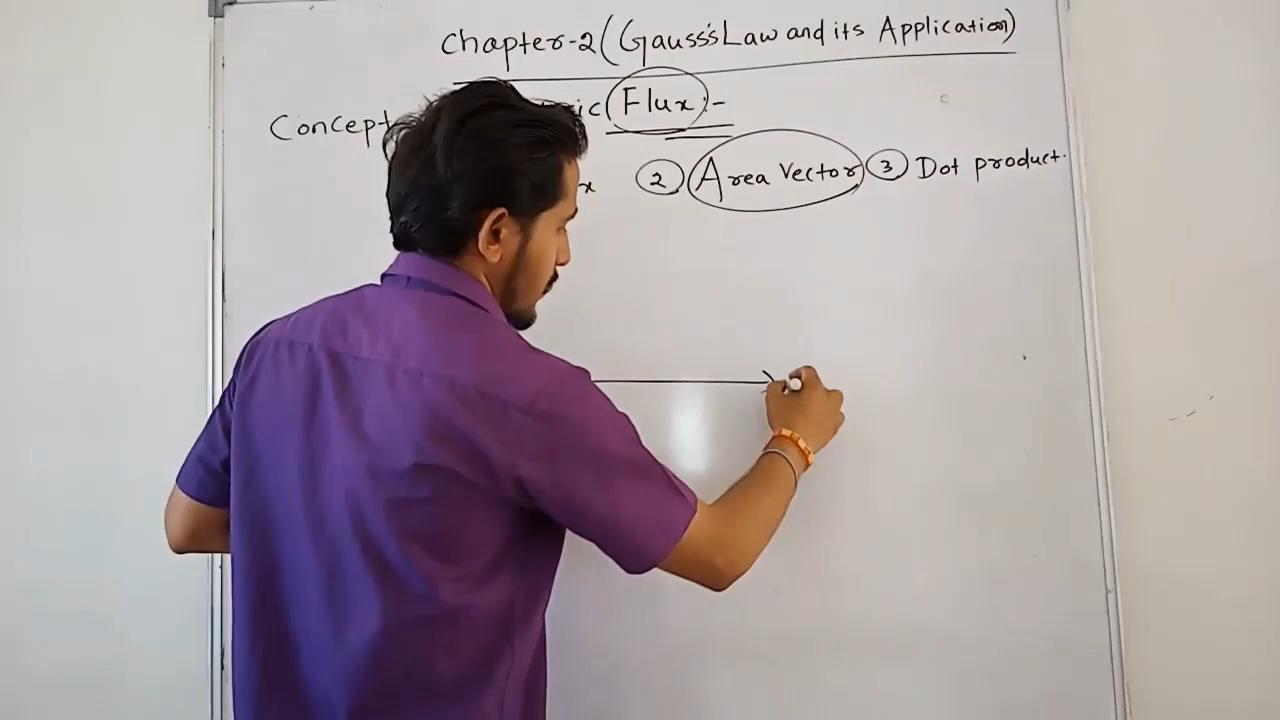 Chapter-2 (Gauss's Law and its Application)
Concept Flux :-
② Area Vector ③ Dot product.